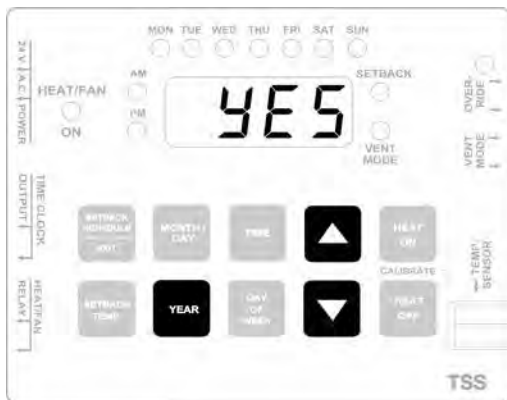 MON TUE WED THU FRI SAT SUN
24 V A.C. POWER
HEAT/FAN
ON
AM
PM
YES
SETBACK
VENT
MODE
OVER-
RIDE
VENT
MODE
TIME CLOCK
OUTPUT
SETBACK
SCHEDULE
MONTH /
DAY
TIME
HEAT
ON
CALIBRATE
TEMP.
SENSOR
HEAT/FAN
RELAY
SETBACK
TEMP.
YEAR
DAY
OF
WEEK
HEAT
OFF
TSS